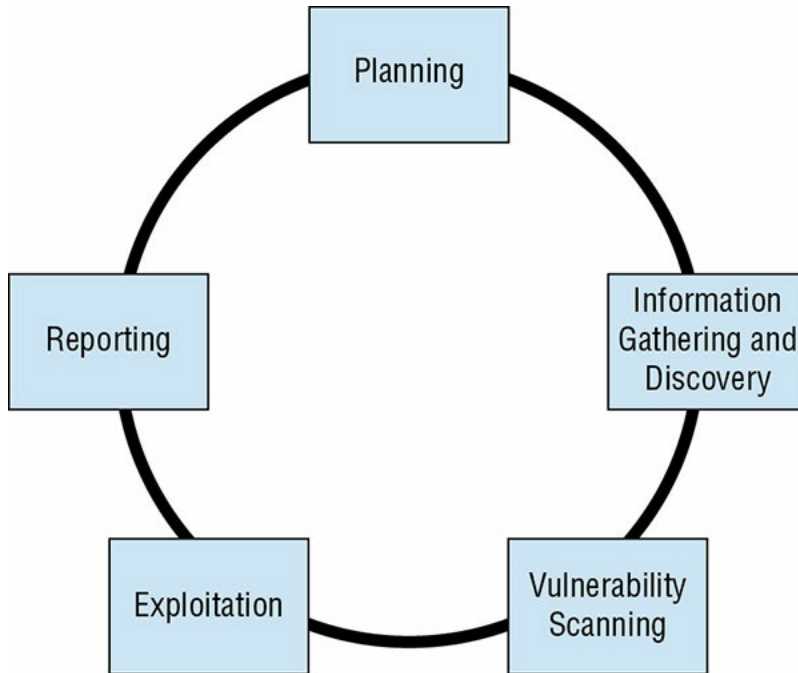 Planning
Information
Gathering and
Discovery
Vulnerability
Scanning
Exploitation
Reporting